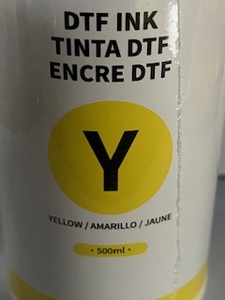 DTF INK
TINTA DTF
ENCRE DTF
Y
YELLOW / AMARILLO / JAUNE
• 500ml •